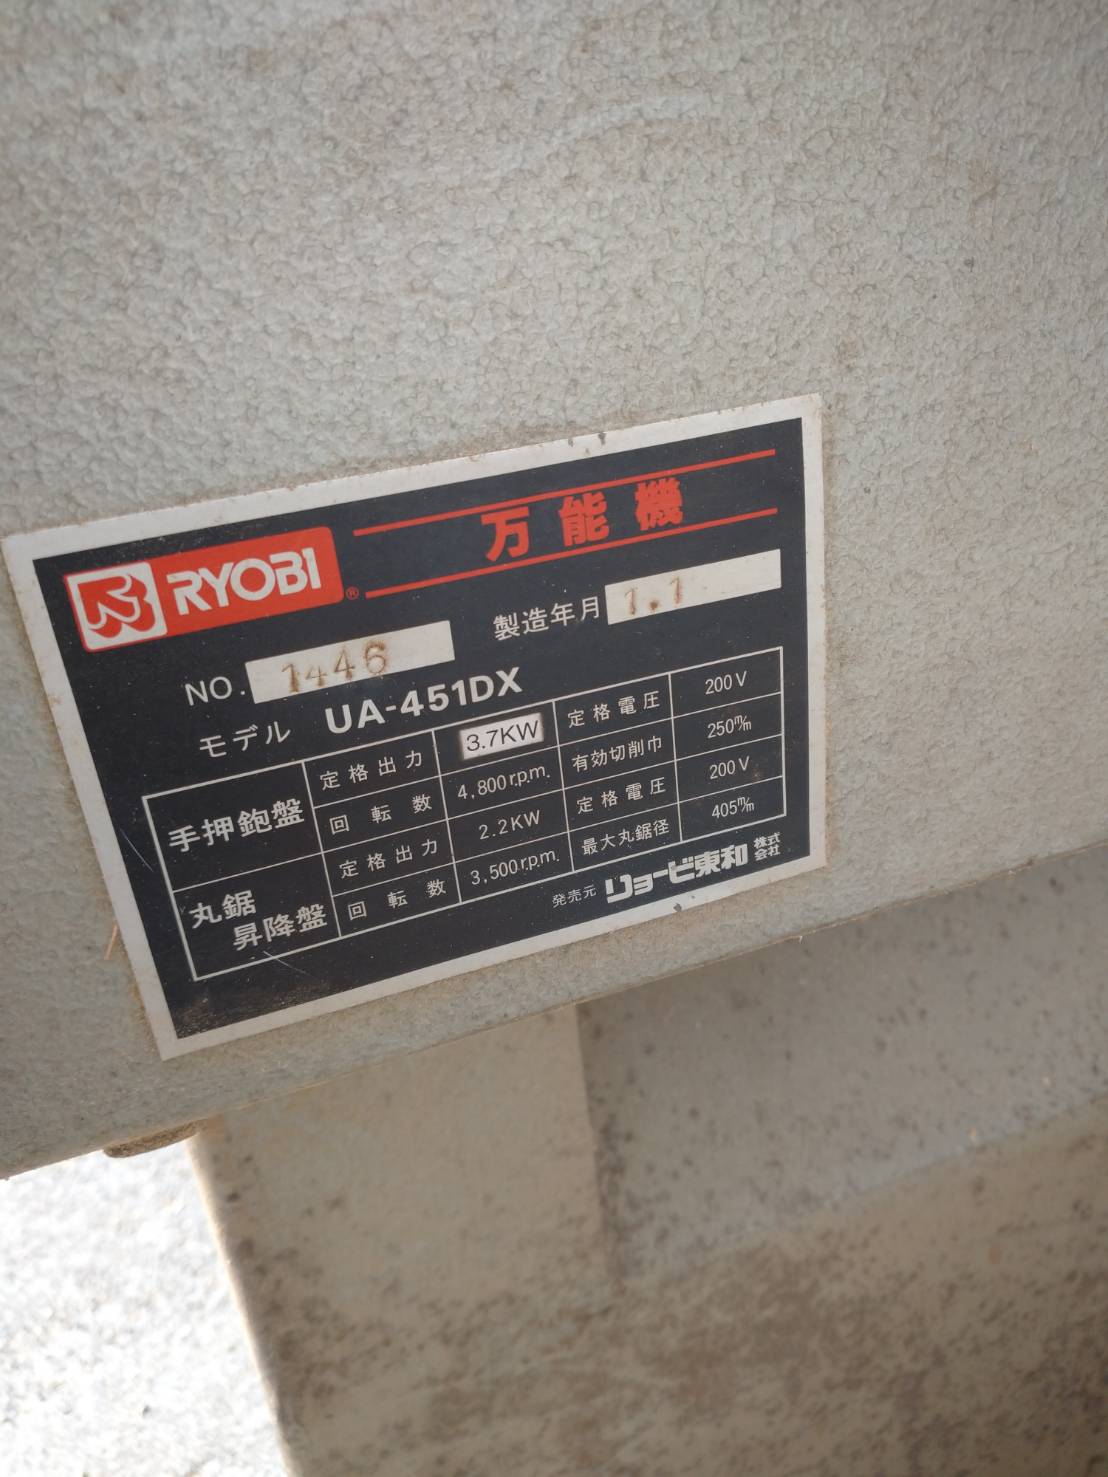 RYOBI® 万能機
NO. 1446 製造年月 1.1
モデル UA-451DX
手押鉋盤 定格出力 3.7KW 定格電圧 200V
回転数 4,800r.p.m. 有効切削巾 250m/m
丸鋸昇降盤 定格出力 2.2KW 定格電圧 200V
回転数 3,500r.p.m. 最大丸鋸径 405m/m
発売元 リョービ東和株式会社